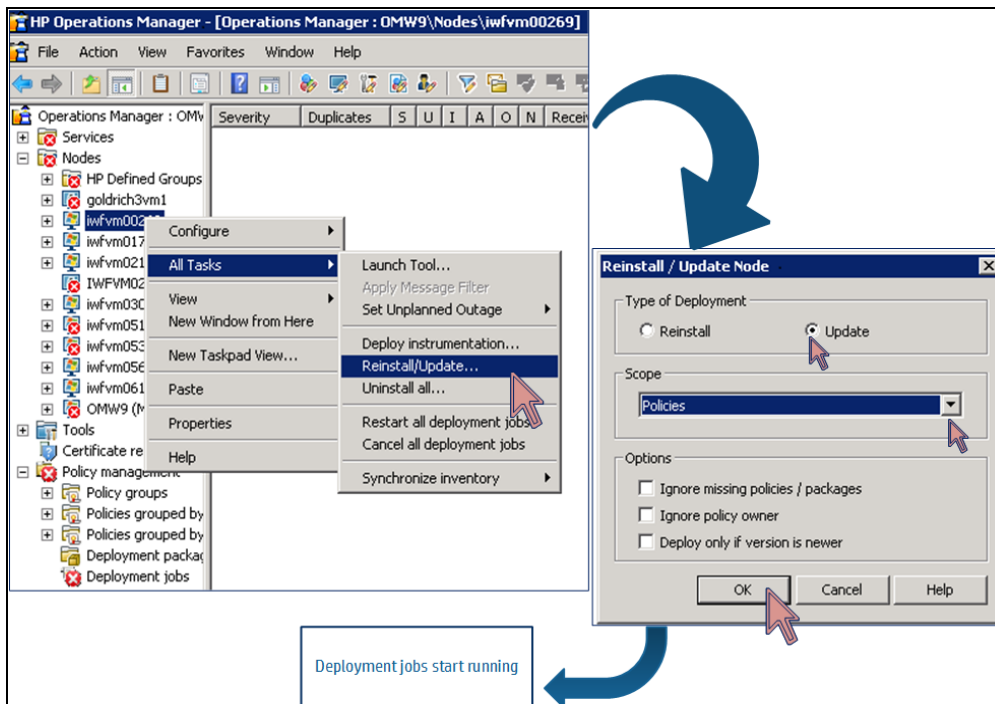 HP Operations Manager - [Operations Manager : OMW9\Nodes\iwfvm00269]
File Action View Favorites Window Help
Severity Duplicates S U I A O N
Operations Manager :
Services
Nodes
HP Defined Groups
goldrich3vm1
iwfvm017
iwfvm021
IWFVM02
iwfvm030
iwfvm051
iwfvm053
iwfvm056
iwfvm061
OMW9
Tools
Certificate
Policy management
Policy groups
Policies grouped by
Policies grouped by
Deployment
Deployment jobs
Configure
All Tasks
View
New Window from Here
New Taskpad View...
Paste
Properties
Help
Launch Tool...
Apply Message Filter
Set Unplanned Outage
Deploy instrumentation...
Reinstall/Update...
Uninstall all...
Restart all deployment jobs
Cancel all deployment jobs
Synchronize inventory
Reinstall / Update Node
Type of Deployment
Reinstall Update
Scope
Policies
Options
Ignore missing policies / packages
Ignore policy owner
Deploy only if version is newer
OK Cancel Help
Deployment jobs start running